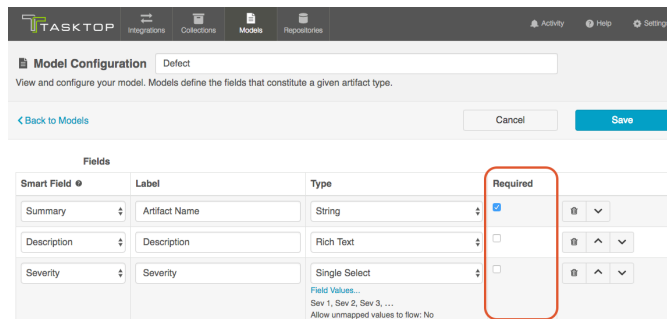 TASKTOP
Integrations Collections Models Repositories
Activity Help Settings
Model Configuration Defect
View and configure your model. Models define the fields that constitute a given artifact type.
Back to Models Cancel Save
Fields
Smart Field Label Type Required
Summary Artifact Name String
Description Description Rich Text
Severity Severity Single Select
Field Values...
Sev 1, Sev 2, Sev 3, ...
Allow unmapped values to flow: No